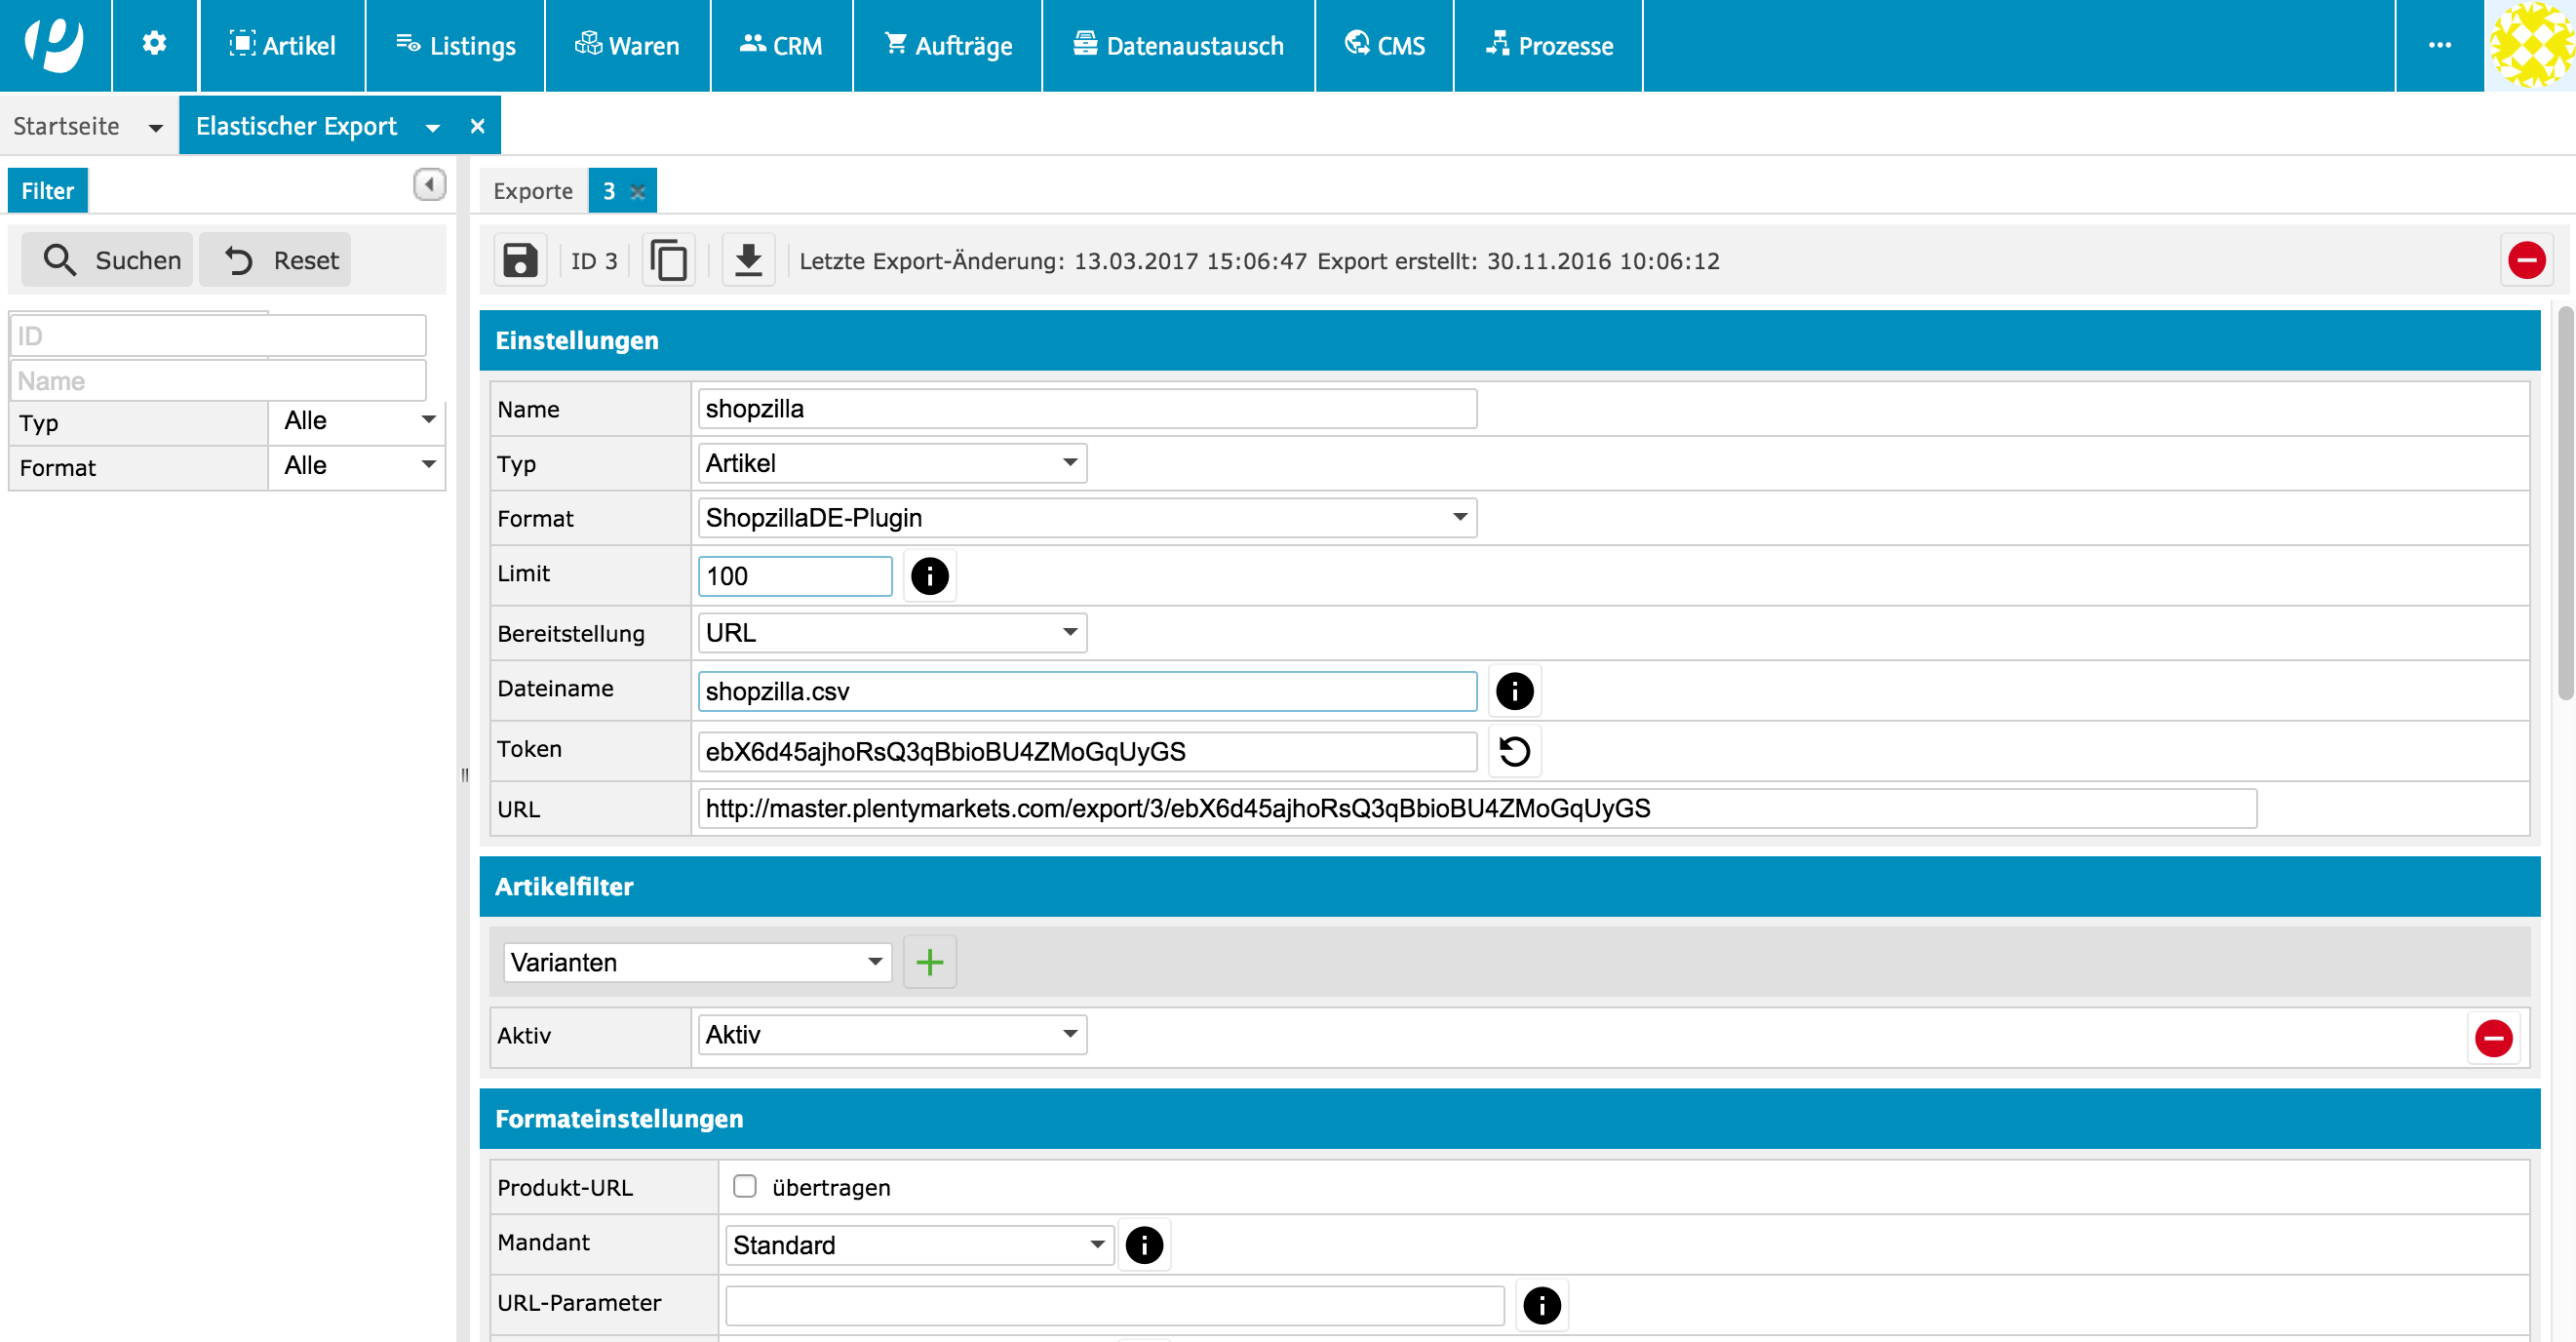 Artikel Listings Waren CRM Aufträge Datenaustausch CMS Prozesse
Startseite Elastischer Export
Filter
Suchen Reset
ID
Name
Typ Alle
Format Alle
Exporte 3
ID 3 Letzte Export-Änderung: 13.03.2017 15:06:47 Export erstellt: 30.11.2016 10:06:12
Einstellungen
Name shopzilla
Typ Artikel
Format ShopzillaDE-Plugin
Limit 100
Bereitstellung URL
Dateiname shopzilla.csv
Token ebX6d45ajhoRsQ3qBbioBU4ZMoGqUyGS
URL http://master.plentymarkets.com/export/3/ebX6d45ajhoRsQ3qBbioBU4ZMoGqUyGS
Artikelfilter
Varianten
Aktiv Aktiv
Formateinstellungen
Produkt-URL übertragen
Mandant Standard
URL-Parameter